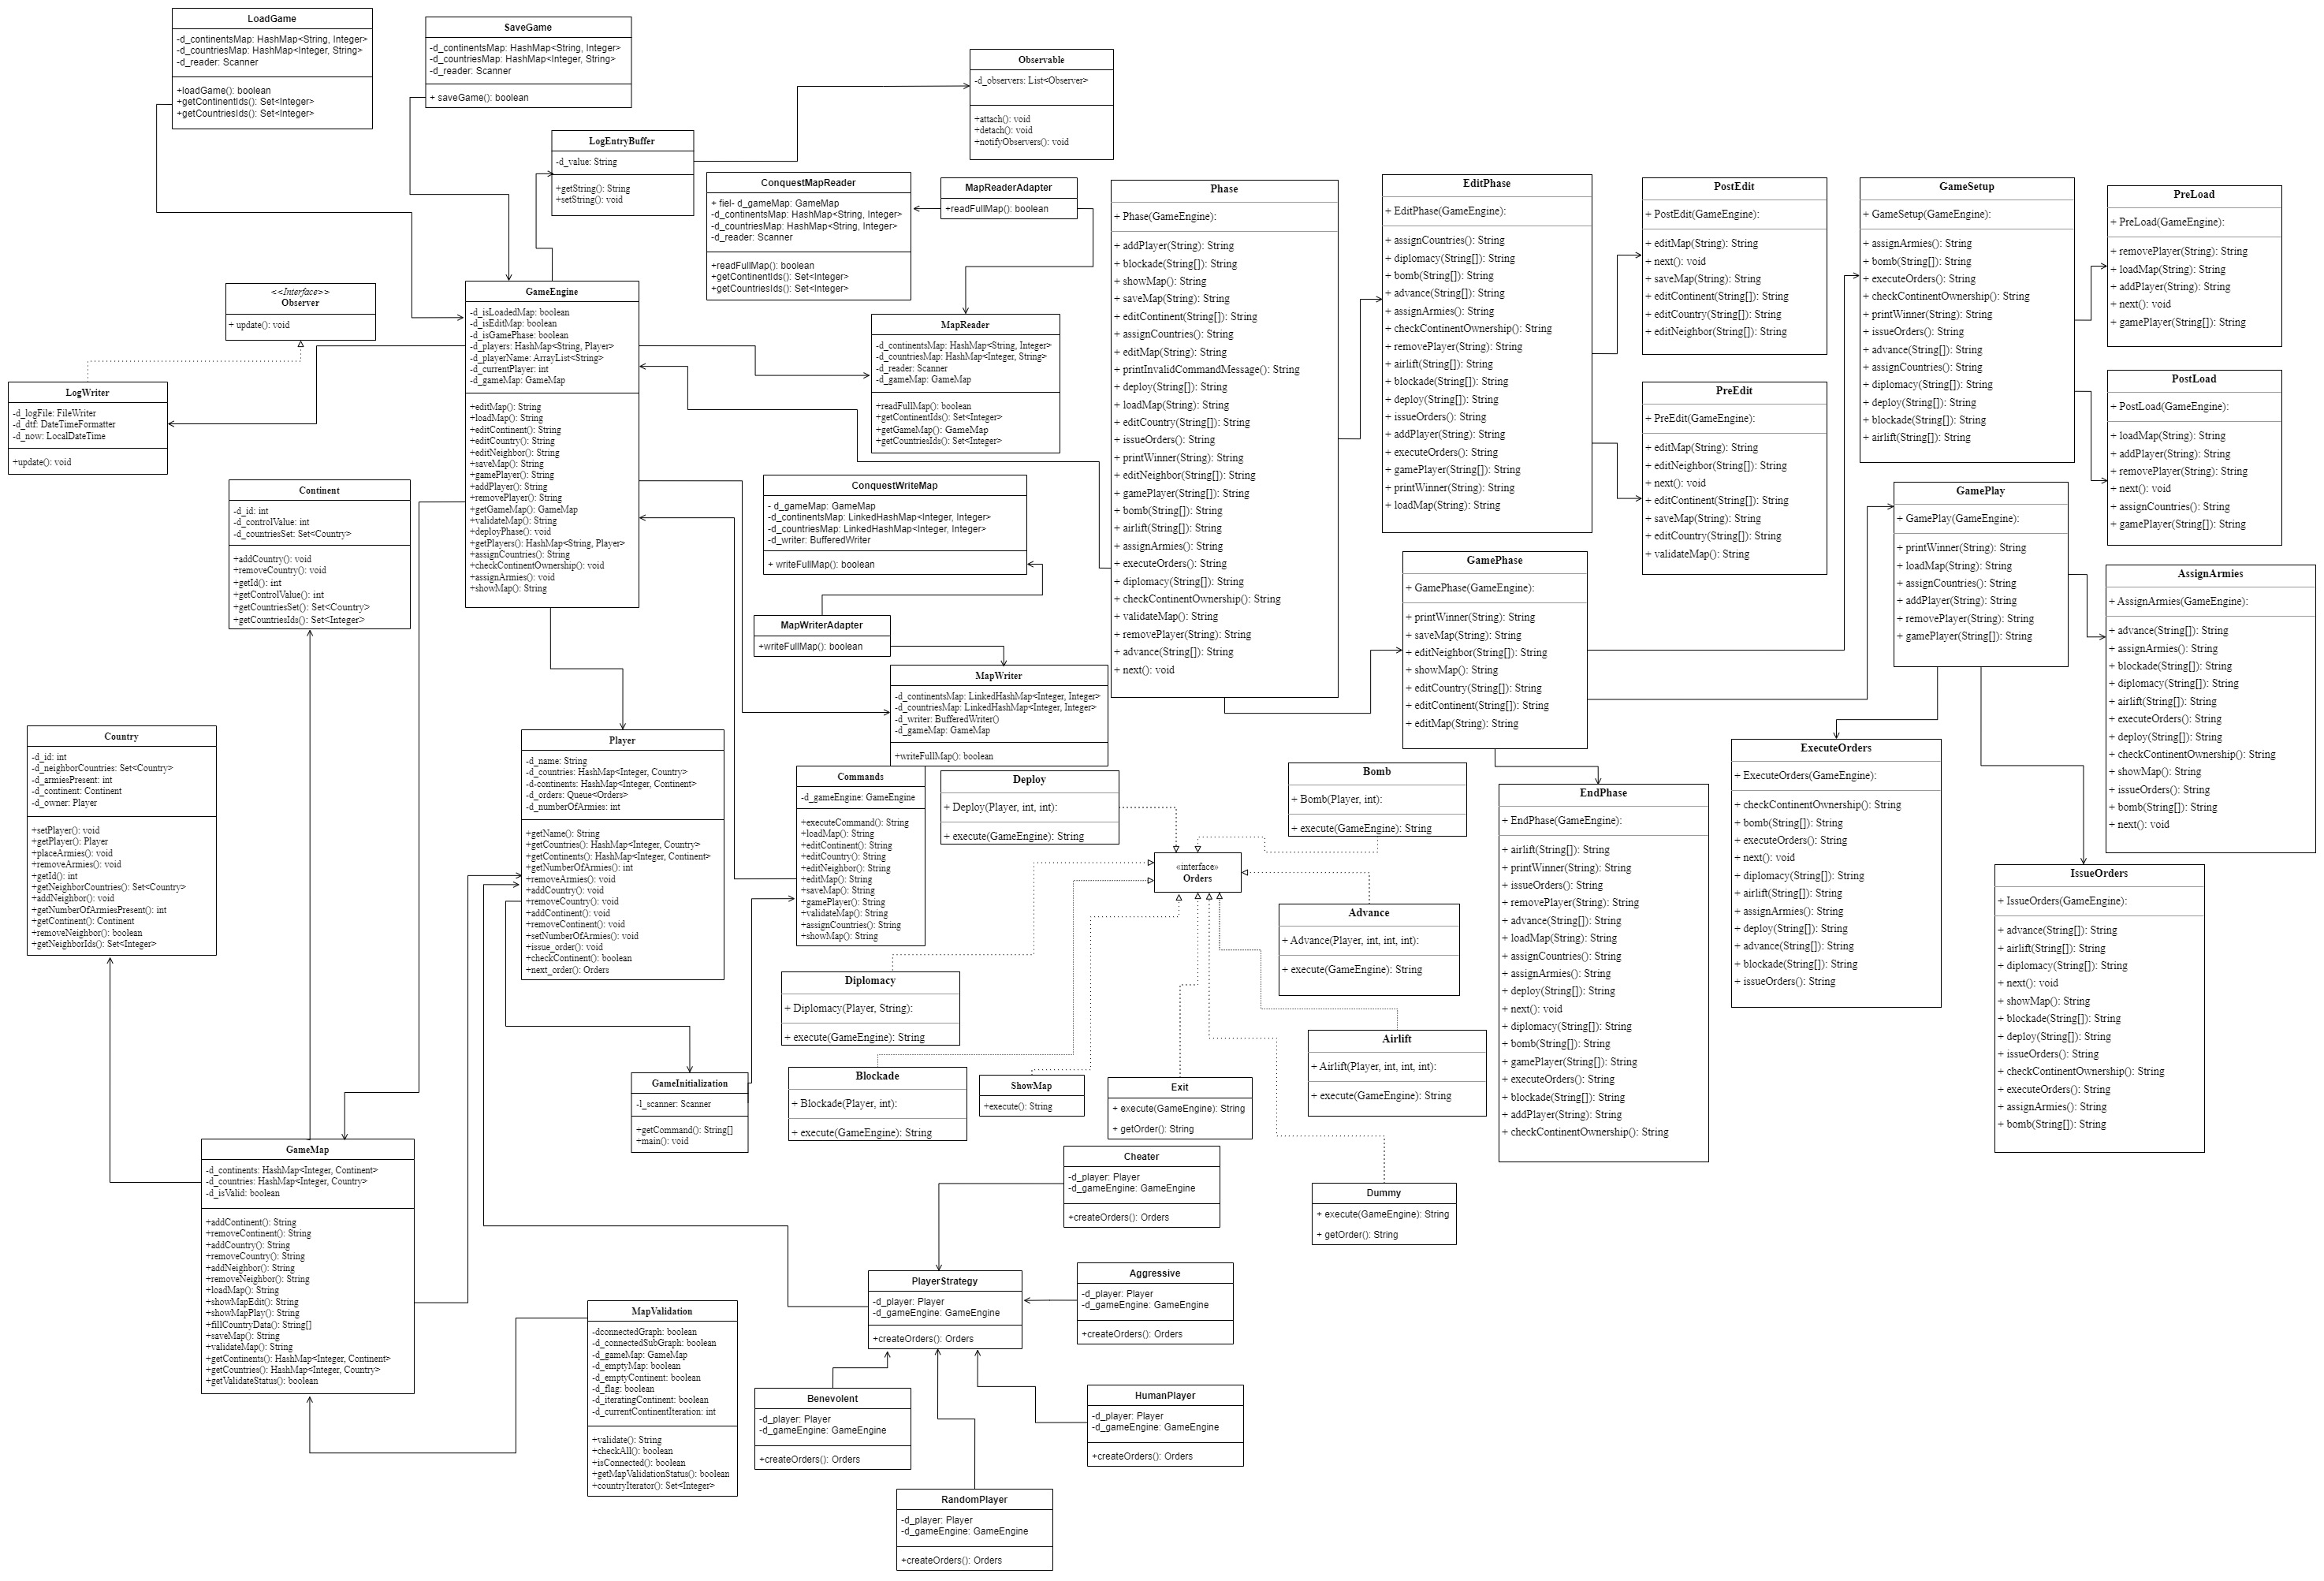 LoadGame
-d_continentsMap: HashMap<String, Integer>
-d_countriesMap: HashMap<Integer, String>
-d_reader: Scanner
+loadGame(): boolean
+getContinentIds(): Set<Integer>
+getCountriesIds(): Set<Integer>
SaveGame
-d_continentsMap: HashMap<String, Integer>
-d_countriesMap: HashMap<Integer, String>
-d_reader: Scanner
+ saveGame(): boolean
Observable
-d_observers: List<Observer>
+attach(): void
+detach(): void
+notifyObservers(): void
LogEntryBuffer
-d_value: String
+getString(): String
+setString(): void
ConquestMapReader
+ fiel- d_gameMap: GameMap
-d_continentsMap: HashMap<String, Integer>
-d_countriesMap: HashMap<String, Integer>
-d_reader: Scanner
+readFullMap(): boolean
+getContinentIds(): Set<Integer>
+getCountriesIds(): Set<Integer>
MapReaderAdapter
+readFullMap(): boolean
<<Interface>>
Observer
+ update(): void
LogWriter
-d_logFile: FileWriter
-d_dtf: DateTimeFormatter
-d_now: LocalDateTime
+update(): void
GameEngine
-d_isLoadedMap: boolean
-d_isEditMap: boolean
-d_isGamePhase: boolean
-d_players: HashMap<String, Player>
-d_playerName: ArrayList<String>
-d_currentPlayer: int
-d_gameMap: GameMap
+editMap(): String
+loadMap(): String
+editContinent(): String
+editCountry(): String
+editNeighbor(): String
+saveMap(): String
+gamePlayer(): String
+addPlayer(): String
+removePlayer(): String
+getGameMap(): GameMap
+validateMap(): String
+deployPhase(): void
+getPlayers(): HashMap<String, Player>
+assignCountries(): String
+checkContinentOwnership(): void
+assignArmies(): void
+showMap(): String
MapReader
-d_continentsMap: HashMap<String, Integer>
-d_countriesMap: HashMap<Integer, String>
-d_reader: Scanner
-d_gameMap: GameMap
+readFullMap(): boolean
+getContinentIds(): Set<Integer>
+getGameMap(): GameMap
+getCountriesIds(): Set<Integer>
Continent
-d_id: int
-d_controlValue: int
-d_countriesSet: Set<Country>
+addCountry(): void
+removeCountry(): void
+getId(): int
+getControlValue(): int
+getCountriesSet(): Set<Country>
+getCountriesIds(): Set<Integer>
ConquestWriteMap
- d_gameMap: GameMap
-d_continentsMap: LinkedHashMap<Integer, Integer>
-d_countriesMap: LinkedHashMap<Integer, Integer>
-d_writer: BufferedWriter
+ writeFullMap(): boolean
MapWriterAdapter
+writeFullMap(): boolean
MapWriter
-d_continentsMap: LinkedHashMap<Integer, Integer>
-d_countriesMap: LinkedHashMap<Integer, Integer>
-d_writer: BufferedWriter()
-d_gameMap: GameMap
+writeFullMap(): boolean
Phase
+ Phase(GameEngine):
+ addPlayer(String): String
+ blockade(String[]): String
+ showMap(): String
+ saveMap(String): String
+ editContinent(String[]): String
+ assignCountries(): String
+ editMap(String): String
+ printInvalidCommandMessage(): String
+ deploy(String[]): String
+ loadMap(String): String
+ editCountry(String[]): String
+ issueOrders(): String
+ printWinner(String): String
+ editNeighbor(String[]): String
+ gamePlayer(String[]): String
+ bomb(String[]): String
+ airlift(String[]): String
+ assignArmies(): String
+ executeOrders(): String
+ diplomacy(String[]): String
+ checkContinentOwnership(): String
+ validateMap(): String
+ removePlayer(String): String
+ advance(String[]): String
+ next(): void
EditPhase
+ EditPhase(GameEngine):
+ assignCountries(): String
+ diplomacy(String[]): String
+ bomb(String[]): String
+ advance(String[]): String
+ assignArmies(): String
+ checkContinentOwnership(): String
+ removePlayer(String): String
+ airlift(String[]): String
+ blockade(String[]): String
+ deploy(String[]): String
+ issueOrders(): String
+ addPlayer(String): String
+ executeOrders(): String
+ gamePlayer(String[]): String
+ printWinner(String): String
+ loadMap(String): String
PostEdit
+ PostEdit(GameEngine):
+ editMap(String): String
+ next(): void
+ saveMap(String): String
+ editContinent(String[]): String
+ editCountry(String[]): String
+ editNeighbor(String[]): String
PreEdit
+ PreEdit(GameEngine):
+ editMap(String): String
+ editNeighbor(String[]): String
+ next(): void
+ editContinent(String[]): String
+ saveMap(String): String
+ editCountry(String[]): String
+ validateMap(): String
GameSetup
+ GameSetup(GameEngine):
+ assignArmies(): String
+ bomb(String[]): String
+ executeOrders(): String
+ checkContinentOwnership(): String
+ printWinner(String): String
+ issueOrders(): String
+ advance(String[]): String
+ assignCountries(): String
+ diplomacy(String[]): String
+ deploy(String[]): String
+ blockade(String[]): String
+ airlift(String[]): String
PreLoad
+ PreLoad(GameEngine):
+ removePlayer(String): String
+ loadMap(String): String
+ addPlayer(String): String
+ next(): void
+ gamePlayer(String[]): String
PostLoad
+ PostLoad(GameEngine):
+ loadMap(String): String
+ addPlayer(String): String
+ removePlayer(String): String
+ next(): void
+ assignCountries(): String
+ gamePlayer(String[]): String
GamePhase
+ GamePhase(GameEngine):
+ printWinner(String): String
+ saveMap(String): String
+ editNeighbor(String[]): String
+ showMap(): String
+ editCountry(String[]): String
+ editContinent(String[]): String
+ editMap(String): String
GamePlay
+ GamePlay(GameEngine):
+ printWinner(String): String
+ loadMap(String): String
+ assignCountries(): String
+ addPlayer(String): String
+ removePlayer(String): String
+ gamePlayer(String[]): String
AssignArmies
+ AssignArmies(GameEngine):
+ advance(String[]): String
+ assignArmies(): String
+ blockade(String[]): String
+ diplomacy(String[]): String
+ airlift(String[]): String
+ executeOrders(): String
+ deploy(String[]): String
+ checkContinentOwnership(): String
+ showMap(): String
+ issueOrders(): String
+ bomb(String[]): String
+ next(): void
Country
-d_id: int
-d_neighborCountries: Set<Country>
-d_armiesPresent: int
-d_continent: Continent
-d_owner: Player
+setPlayer(): void
+getPlayer(): Player
+placeArmies(): void
+removeArmies(): void
+getId(): int
+getNeighborCountries(): Set<Country>
+addNeighbor(): void
+getNumberOfArmiesPresent(): int
+getContinent(): Continent
+removeNeighbor(): boolean
+getNeighborIds(): Set<Integer>
Player
-d_name: String
-d_countries: HashMap<Integer, Country>
-d-continents: HashMap<Integer, Continent>
-d_orders: Queue<Orders>
-d_numberOfArmies: int
+getName(): String
+getCountries(): HashMap<Integer, Country>
+getContinents(): HashMap<Integer, Continent>
+getNumberOfArmies(): int
+removeArmies(): void
+addCountry(): void
+removeCountry(): void
+addContinent(): void
+removeContinent(): void
+setNumberOfArmies(): void
+issue_order(): void
+checkContinent(): boolean
+next_order(): Orders
Commands
-d_gameEngine: GameEngine
+executeCommand(): String
+loadMap(): String
+editContinent(): String
+editCountry(): String
+editNeighbor(): String
+editMap(): String
+saveMap(): String
+gamePlayer(): String
+validateMap(): String
+assignCountries(): String
+showMap(): String
Deploy
+ Deploy(Player, int, int):
+ execute(GameEngine): String
Bomb
+ Bomb(Player, int):
+ execute(GameEngine): String
«interface»
Orders
Advance
+ Advance(Player, int, int, int):
+ execute(GameEngine): String
Diplomacy
+ Diplomacy(Player, String):
+ execute(GameEngine): String
Airlift
+ Airlift(Player, int, int, int):
+ execute(GameEngine): String
Blockade
+ Blockade(Player, int):
+ execute(GameEngine): String
ShowMap
+execute(): String
Exit
+ execute(GameEngine): String
+ getOrder(): String
Dummy
+ execute(GameEngine): String
+ getOrder(): String
EndPhase
+ EndPhase(GameEngine):
+ airlift(String[]): String
+ printWinner(String): String
+ issueOrders(): String
+ removePlayer(String): String
+ advance(String[]): String
+ loadMap(String): String
+ assignCountries(): String
+ assignArmies(): String
+ deploy(String[]): String
+ next(): void
+ diplomacy(String[]): String
+ bomb(String[]): String
+ gamePlayer(String[]): String
+ executeOrders(): String
+ blockade(String[]): String
+ addPlayer(String): String
+ checkContinentOwnership(): String
ExecuteOrders
+ ExecuteOrders(GameEngine):
+ checkContinentOwnership(): String
+ bomb(String[]): String
+ executeOrders(): String
+ next(): void
+ diplomacy(String[]): String
+ airlift(String[]): String
+ assignArmies(): String
+ deploy(String[]): String
+ advance(String[]): String
+ blockade(String[]): String
+ issueOrders(): String
IssueOrders
+ IssueOrders(GameEngine):
+ advance(String[]): String
+ airlift(String[]): String
+ diplomacy(String[]): String
+ next(): void
+ showMap(): String
+ blockade(String[]): String
+ deploy(String[]): String
+ issueOrders(): String
+ checkContinentOwnership(): String
+ executeOrders(): String
+ assignArmies(): String
+ bomb(String[]): String
GameInitialization
-l_scanner: Scanner
+getCommand(): String[]
+main(): void
GameMap
-d_continents: HashMap<Integer, Continent>
-d_countries: HashMap<Integer, Country>
-d_isValid: boolean
+addContinent(): String
+removeContinent(): String
+addCountry(): String
+removeCountry(): String
+addNeighbor(): String
+removeNeighbor(): String
+loadMap(): String
+showMapEdit(): String
+showMapPlay(): String
+fillCountryData(): String[]
+saveMap(): String
+validateMap(): String
+getContinents(): HashMap<Integer, Continent>
+getCountries(): HashMap<Integer, Country>
+getValidateStatus(): boolean
MapValidation
-dconnectedGraph: boolean
-d_connectedSubGraph: boolean
-d_gameMap: GameMap
-d_emptyMap: boolean
-d_emptyContinent: boolean
-d_flag: boolean
-d_iteratingContinent: boolean
-d_currentContinentIteration: int
+validate(): String
+checkAll(): boolean
+isConnected(): boolean
+getMapValidationStatus(): boolean
+countryIterator(): Set<Integer>
Cheater
-d_player: Player
-d_gameEngine: GameEngine
+createOrders(): Orders
PlayerStrategy
-d_player: Player
-d_gameEngine: GameEngine
+createOrders(): Orders
Aggressive
-d_player: Player
-d_gameEngine: GameEngine
+createOrders(): Orders
Benevolent
-d_player: Player
-d_gameEngine: GameEngine
+createOrders(): Orders
HumanPlayer
-d_player: Player
-d_gameEngine: GameEngine
+createOrders(): Orders
RandomPlayer
-d_player: Player
-d_gameEngine: GameEngine
+createOrders(): Orders